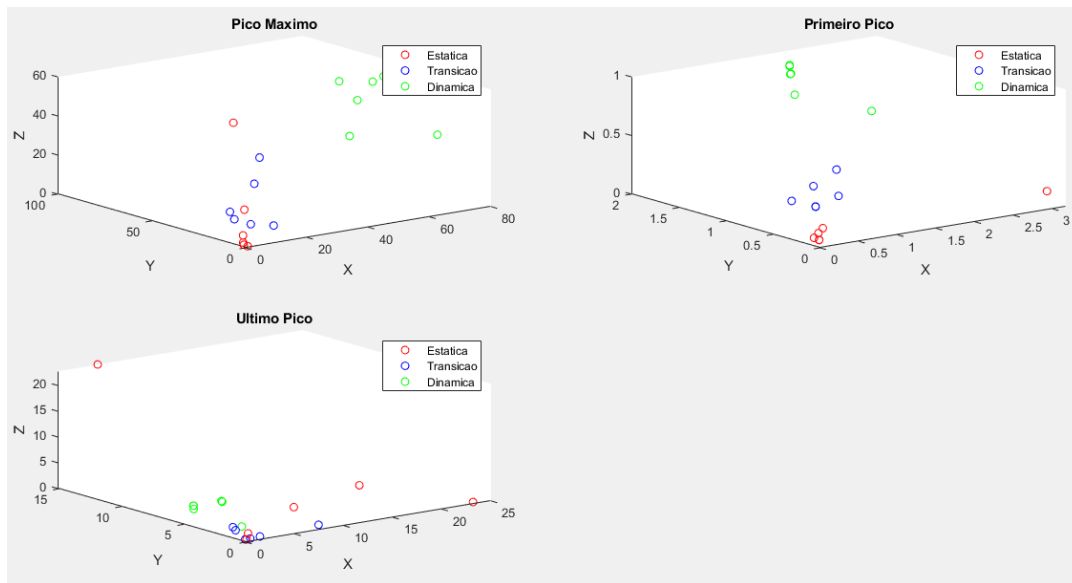 Pico Maximo
Estatica
Transicao
Dinamica
60
40
20
0
Z
100
50
0
Y
0
20
40
60
80
X
Primeiro Pico
Estatica
Transicao
Dinamica
1
0.5
0
Z
2
1.5
1
0.5
0
Y
0
0.5
1
1.5
2
2.5
3
X
Ultimo Pico
Estatica
Transicao
Dinamica
20
15
10
5
0
Z
15
10
5
0
Y
0
5
10
15
20
25
X